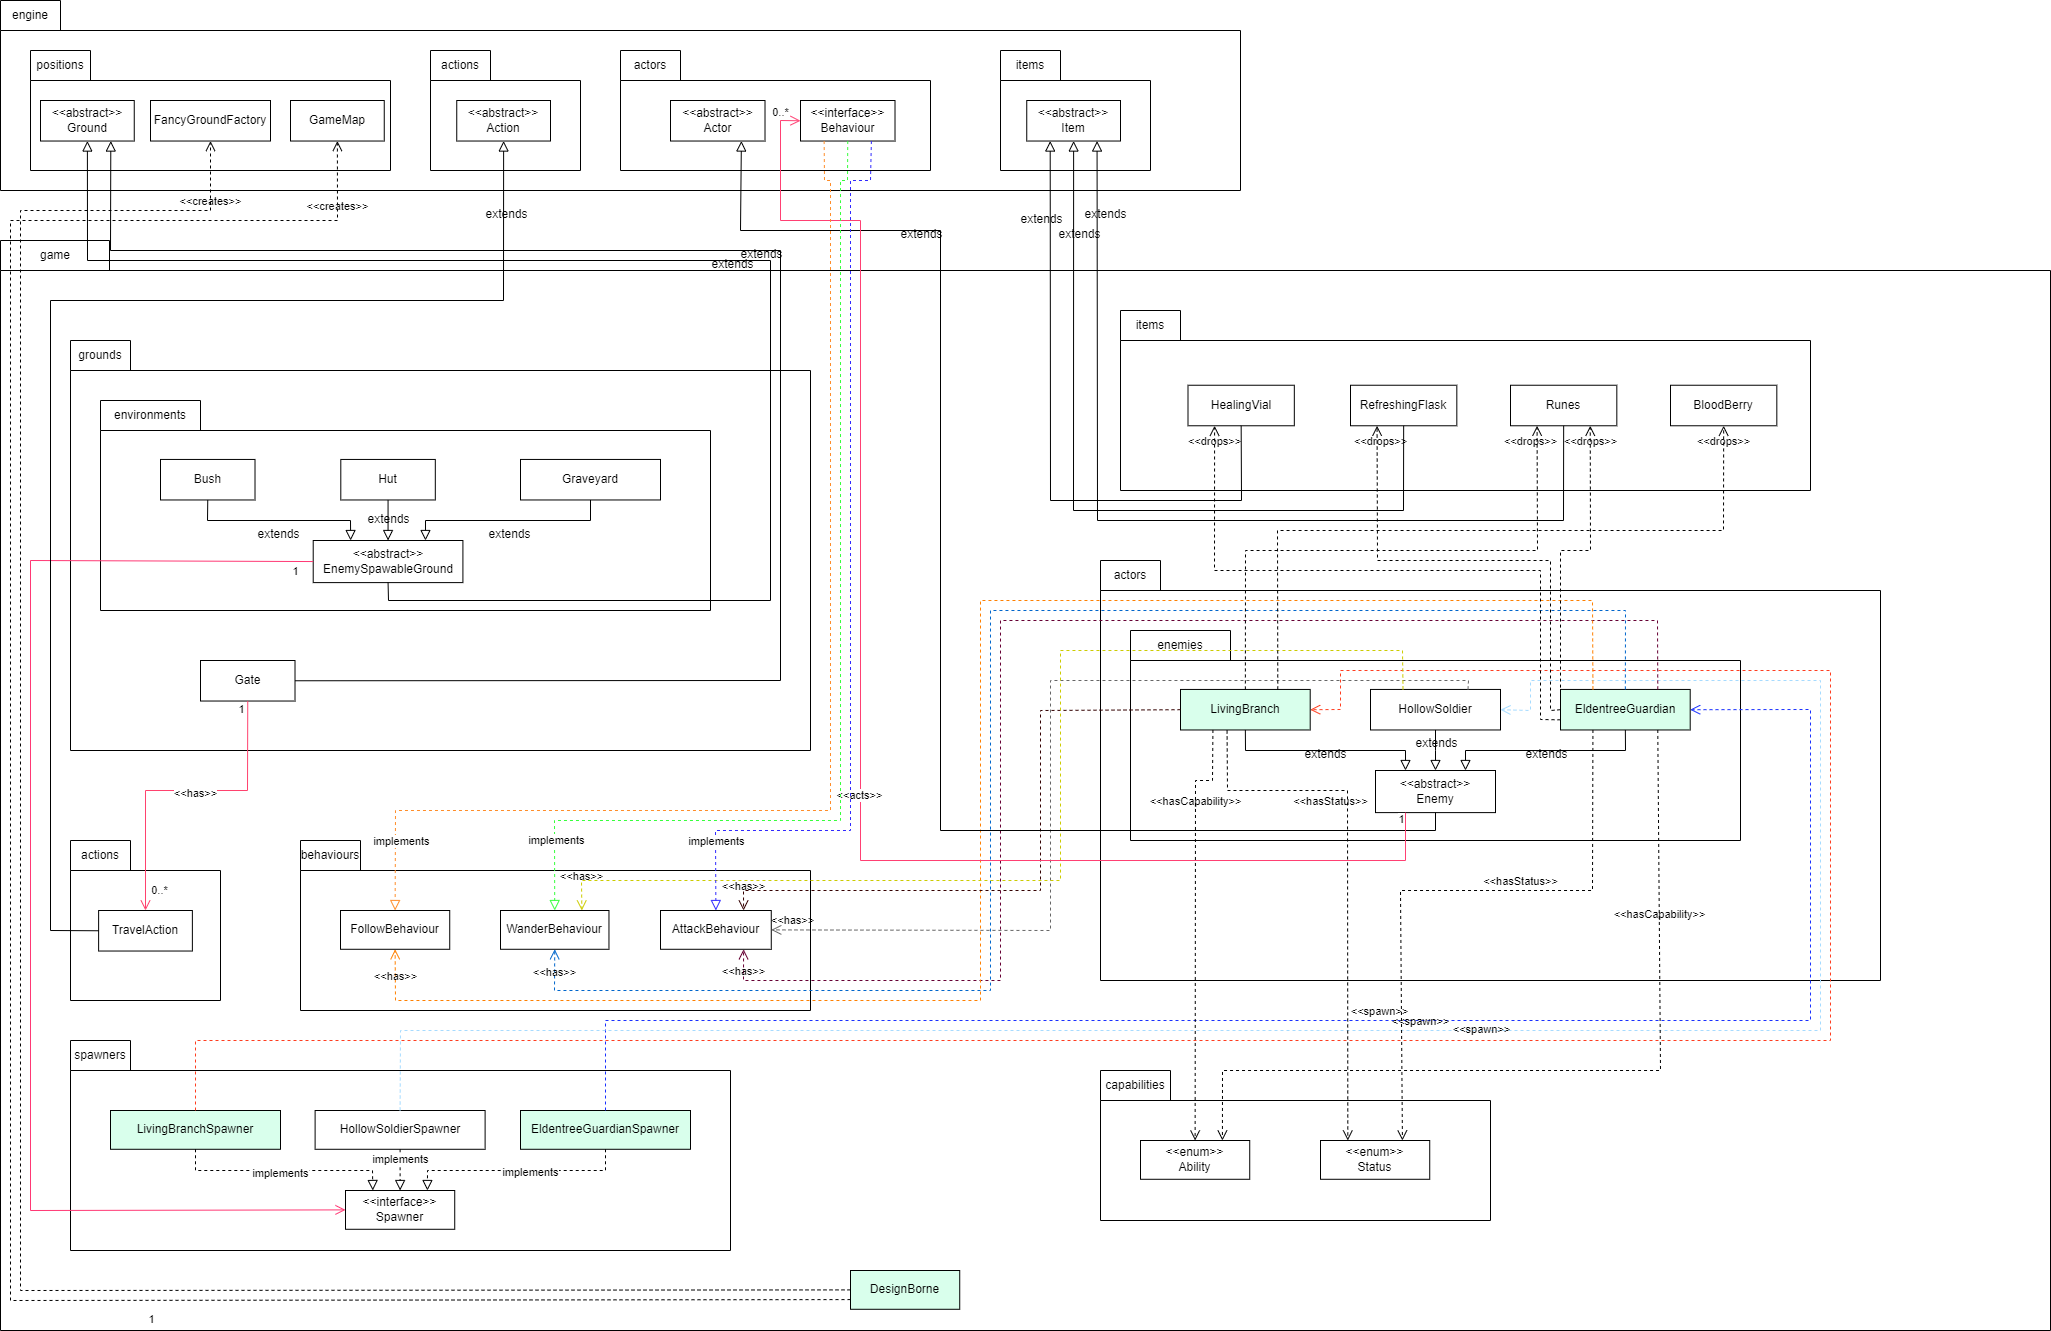 engine
positions
actions
actors
items
<<abstract>>
Ground
FancyGroundFactory
GameMap
<<abstract>>
Action
<<abstract>>
Actor
0..*
<<interface>>
Behaviour
<<abstract>>
Item
<<creates>>
<<creates>>
extends
extends
extends
extends
extends
extends
extends
game
items
grounds
HealingVial
RefreshingFlask
Runes
BloodBerry
<<drops>>
<<drops>>
<<drops>>
<<drops>>
<<drops>>
environments
Bush
Hut
Graveyard
extends
extends
extends
<<abstract>>
EnemySpawableGround
1
actors
enemies
Gate
1
LivingBranch
HollowSoldier
EldentreeGuardian
extends
extends
extends
<<abstract>>
Enemy
1
<<has>>
<<acts>>
<<hasCapability>>
<<hasStatus>>
implements
implements
implements
actions
behaviours
<<has>>
<<has>>
<<hasStatus>>
0..*
<<has>>
<<hasCapability>>
TravelAction
FollowBehaviour
WanderBehaviour
AttackBehaviour
<<has>>
<<has>>
<<has>>
<<spawn>>
<<spawn>>
<<spawn>>
spawners
capabilities
LivingBranchSpawner
HollowSoldierSpawner
EldentreeGuardianSpawner
implements
implements
implements
<<interface>>
Spawner
<<enum>>
Ability
<<enum>>
Status
DesignBorne
1